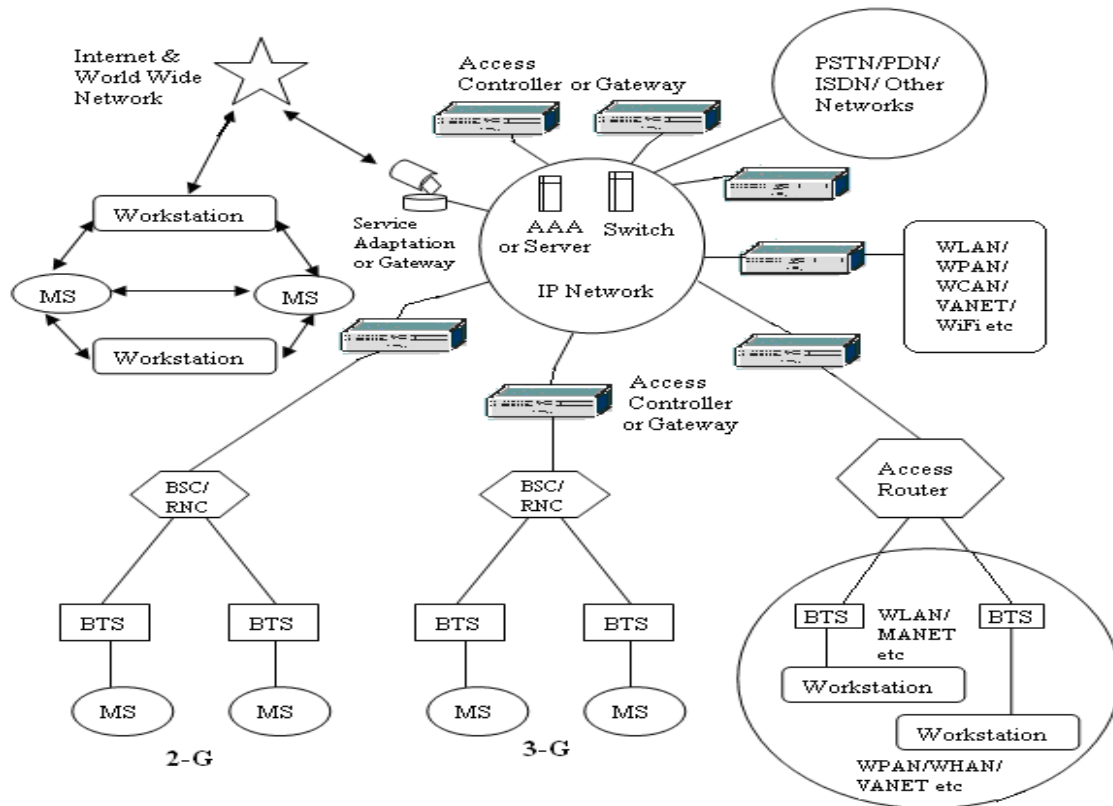 Internet &
World Wide
Network
Access
Controller or Gateway
PSTN/PDN/
ISDN/ Other
Networks
Workstation
MS
MS
Workstation
Service
Adaptation
or Gateway
AAA
or Server
Switch
IP Network
WLAN/
WPAN/
WCAN/
VANET/
WiFi etc
Access
Controller
or Gateway
BSC/
RNC
BSC/
RNC
Access
Router
BTS
BTS
BTS
BTS
BTS
WLAN/
MANET
etc
BTS
Workstation
Workstation
MS
MS
MS
MS
2-G
3-G
WPAN/WHAN/
VANET etc